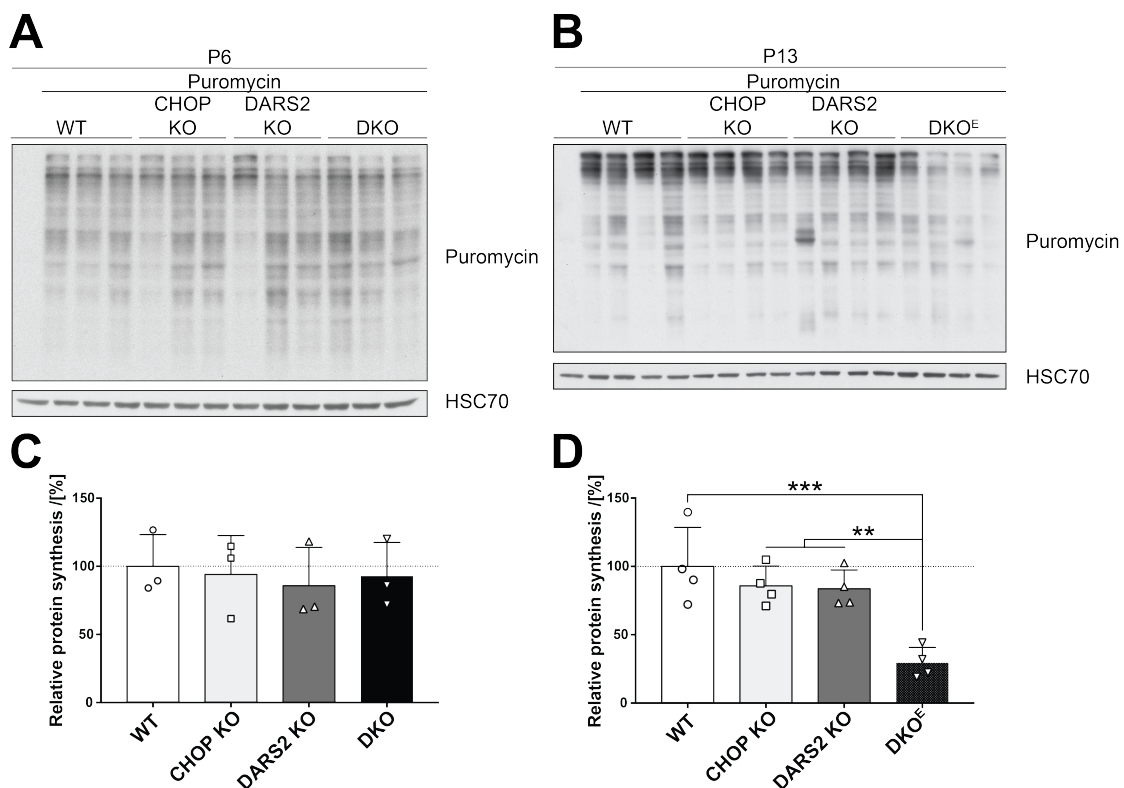 A
P6
Puromycin
CHOP DARS2
WT KO KO DKO
Puromycin
HSC70
B
P13
Puromycin
CHOP DARS2
WT KO KO DKOᴱ
Puromycin
HSC70
C
Relative protein synthesis /[%]
150
100
50
0
WT
CHOP KO
DARS2 KO
DKO
D
Relative protein synthesis /[%]
150
100
50
0
***
**
WT
CHOP KO
DARS2 KO
DKOᴱ